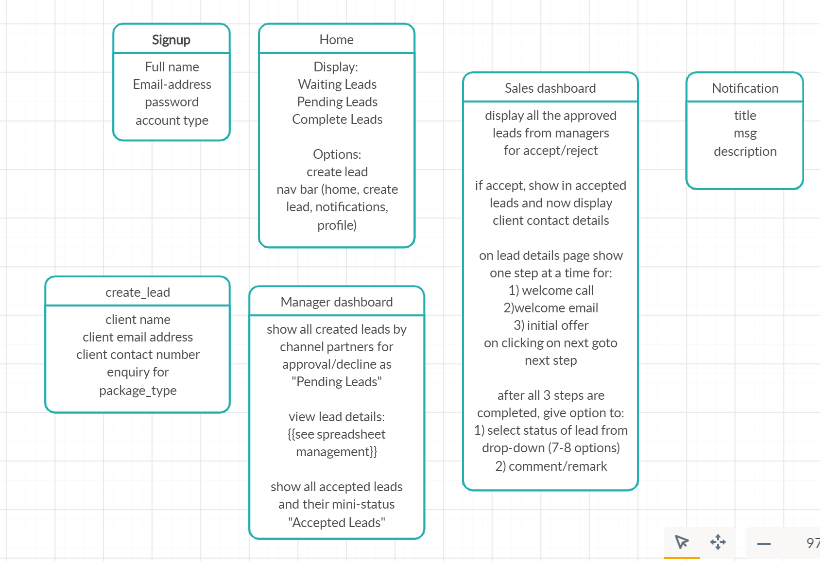 Signup
Full name
Email-address
password
account type
Home
Display:
Waiting Leads
Pending Leads
Complete Leads
Options:
create lead
nav bar (home, create
lead, notifications,
profile)
Sales dashboard
display all the approved
leads from managers
for accept/reject
if accept, show in accepted
leads and now display
client contact details
on lead details page show
one step at a time for:
1) welcome call
2)welcome email
3) initial offer
on clicking on next goto
next step
after all 3 steps are
completed, give option to:
1) select status of lead from
drop-down (7-8 options)
2) comment/remark
Notification
title
msg
description
create_lead
client name
client email address
client contact number
enquiry for
package_type
Manager dashboard
show all created leads by
channel partners for
approval/decline as
"Pending Leads"
view lead details:
{{see spreadsheet
management}}
show all accepted leads
and their mini-status
"Accepted Leads"
97